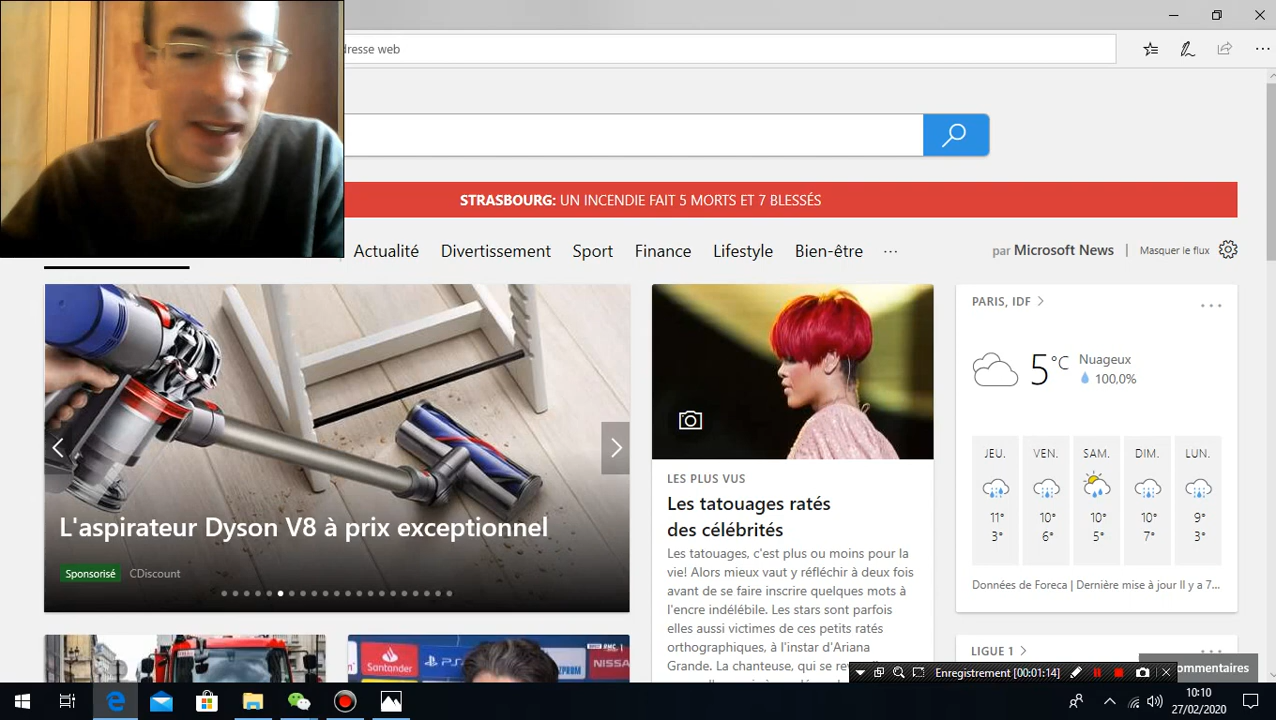 dresse web
STRASBOURG: UN INCENDIE FAIT 5 MORTS ET 7 BLESSÉS
Actualité Divertissement Sport Finance Lifestyle Bien-être ...
par Microsoft News | Masquer le flux
L'aspirateur Dyson V8 à prix exceptionnel
Sponsorisé CDiscount
LES PLUS VUS
Les tatouages ratés
des célébrités
Les tatouages, c'est plus ou moins pour la
vie! Alors mieux vaut y réfléchir à deux fois
avant de se faire inscrire quelques mots à
l'encre indélébile. Les stars sont parfois
elles aussi victimes de ces petits ratés
orthographiques, à l'instar d'Ariana
Grande. La chanteuse, qui se
PARIS, IDF
5 °C
Nuageux
100,0%
JEU. VEN. SAM. DIM. LUN.
11° 10° 10° 10° 9°
3° 6° 5° 7° 3°
Données de Foreca | Dernière mise à jour Il y a 7...
LIGUE 1
ommentaires
Santander
NISSA
Enregistrement [00:01:14]
10:10
27/02/2020